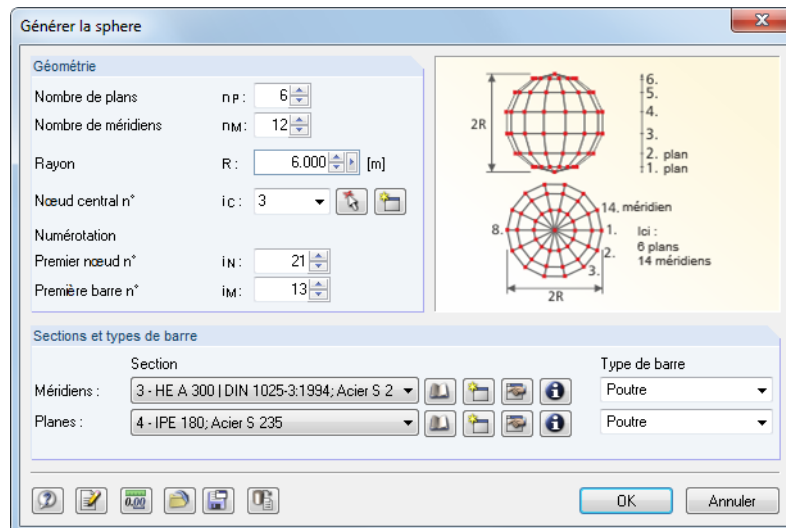 Générer la sphere
Géométrie
Nombre de plans nP: 6
Nombre de méridiens nM: 12
Rayon R: 6.000 [m]
Nœud central n° iC: 3
Numérotation
Premier nœud n° iN: 21
Première barre n° iM: 13
2R
6.
5.
4.
3.
2. plan
1. plan
14. méridien
8.
1.
2.
3.
Ici :
6 plans
14 méridiens
2R
Sections et types de barre
Section Type de barre
Méridiens : 3 - HE A 300 | DIN 1025-3:1994; Acier S 2 Poutre
Planes : 4 - IPE 180; Acier S 235 Poutre
0.00
OK Annuler